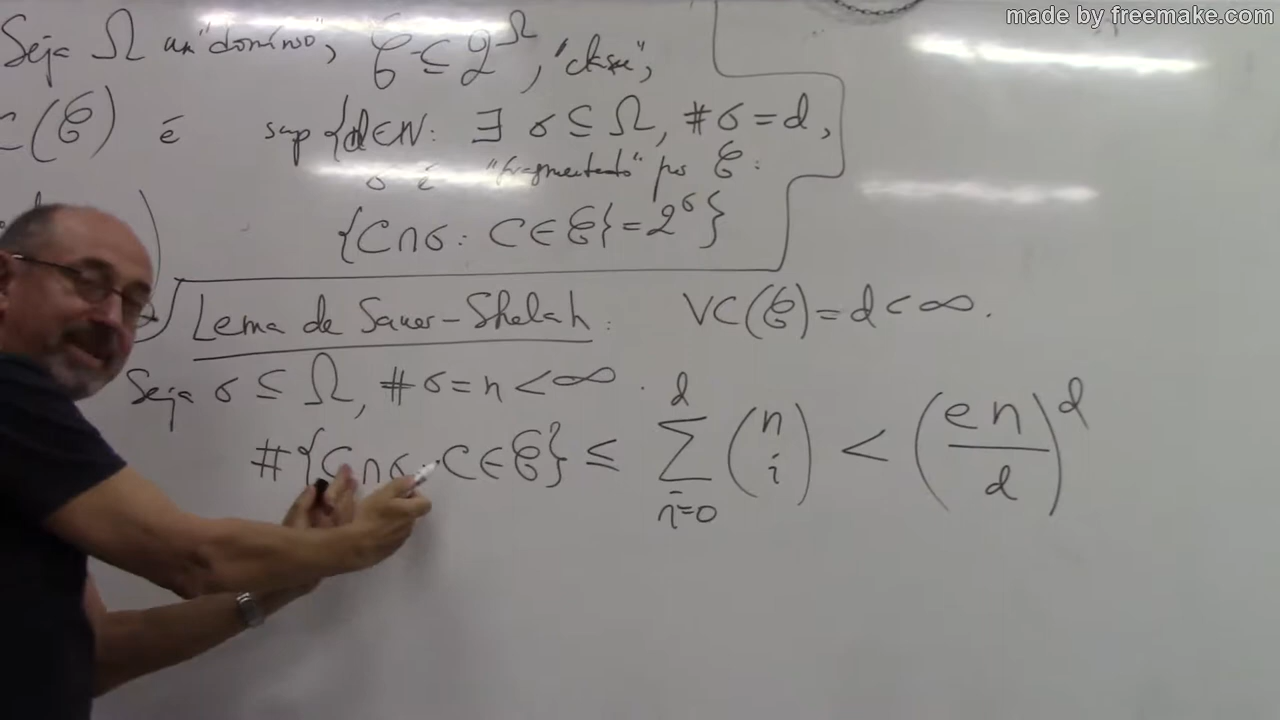 made by freemake.com
Seja Ω um "domínio", 𝒞 ⊆ 2^Ω, "classe",
C(𝒞) é sup {d∈ℕ: ∃ σ ⊆ Ω, #σ = d,
σ é "fragmentado" por 𝒞 :
{C∩σ : C∈𝒞} = 2^σ}
Lema de Sauer-Shelah : VC(𝒞) = d < ∞.
Seja σ ⊆ Ω, #σ = n < ∞ .
#{C∩σ : C∈𝒞} ≤ ∑_{i=0}^{d} (n i) < (en/d)^d